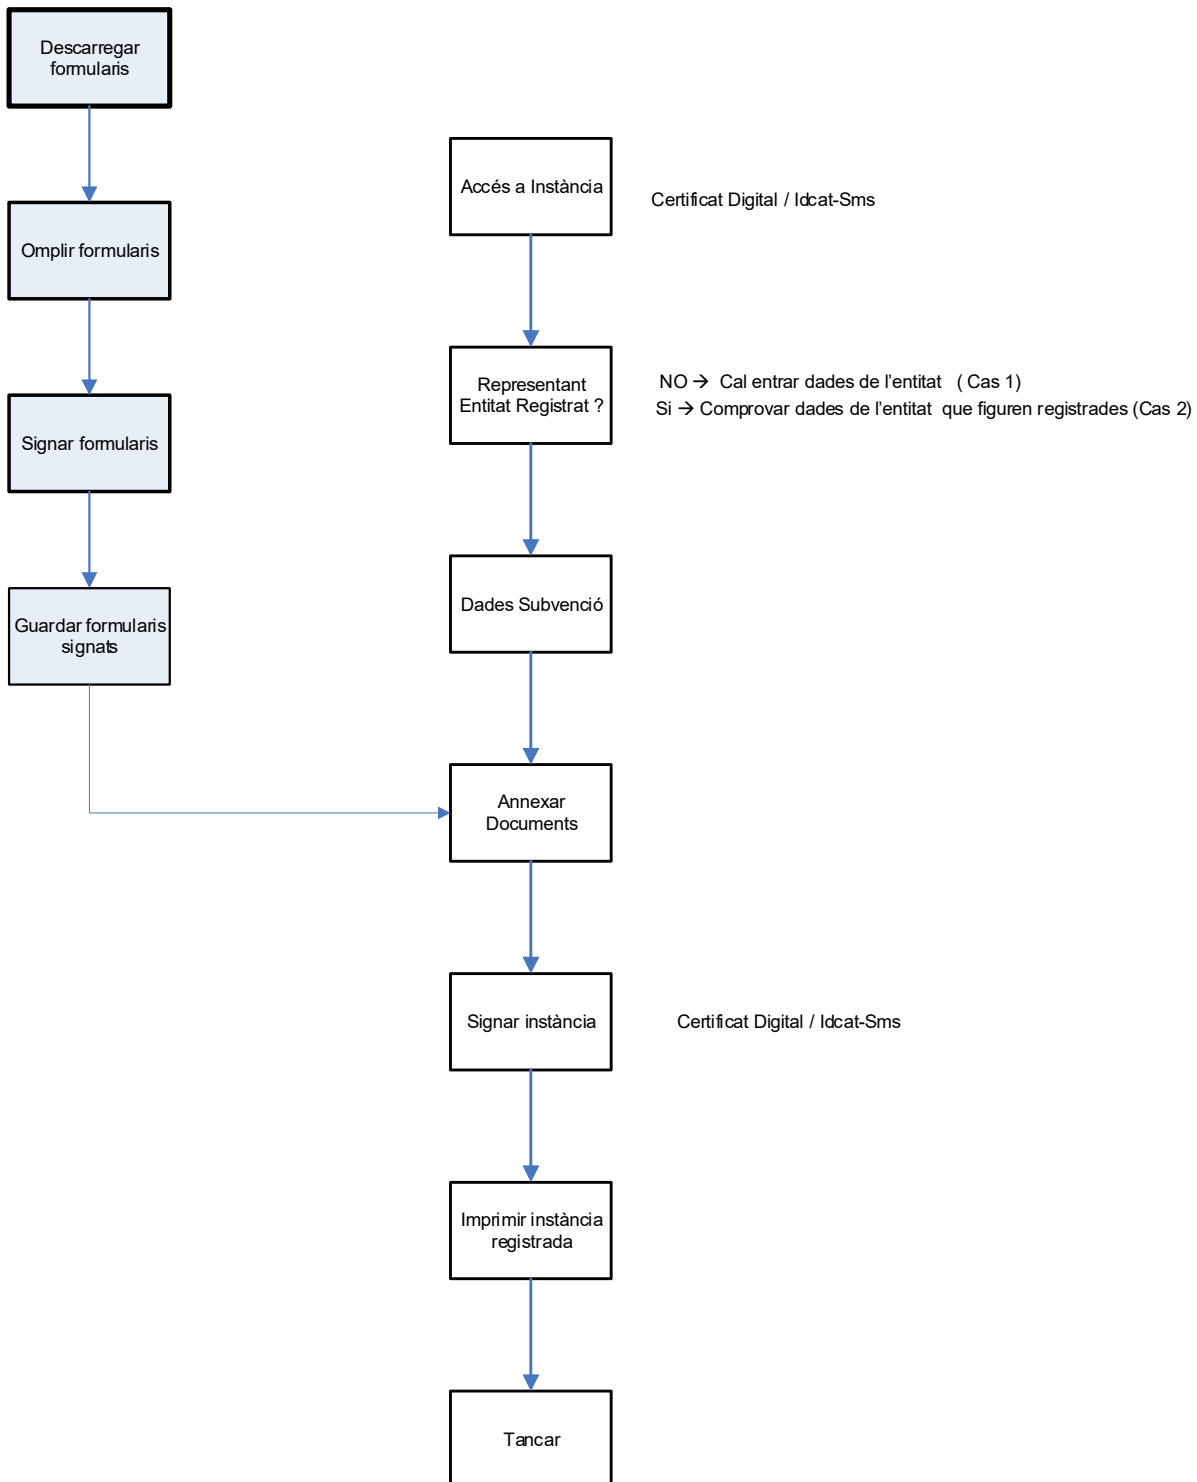 Descarregar
formularis
Omplir formularis
Signar formularis
Guardar formularis
signats
Accés a Instància
Certificat Digital / Idcat-Sms
Representant
Entitat Registrat ?
NO → Cal entrar dades de l’entitat ( Cas 1)
Si → Comprovar dades de l’entitat que figuren registrades (Cas 2)
Dades Subvenció
Annexar
Documents
Signar instància
Certificat Digital / Idcat-Sms
Imprimir instància
registrada
Tancar